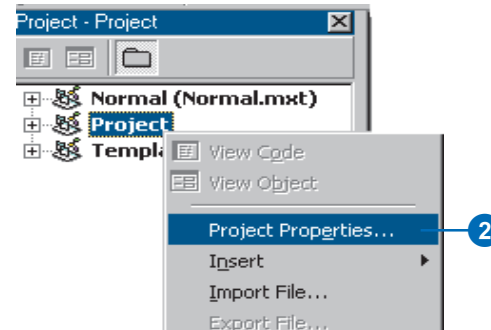 Project - Project
Normal (Normal.mxt)
Project
Templa
View Code
View Object
Project Properties...
2
Insert
Import File...
Export File...